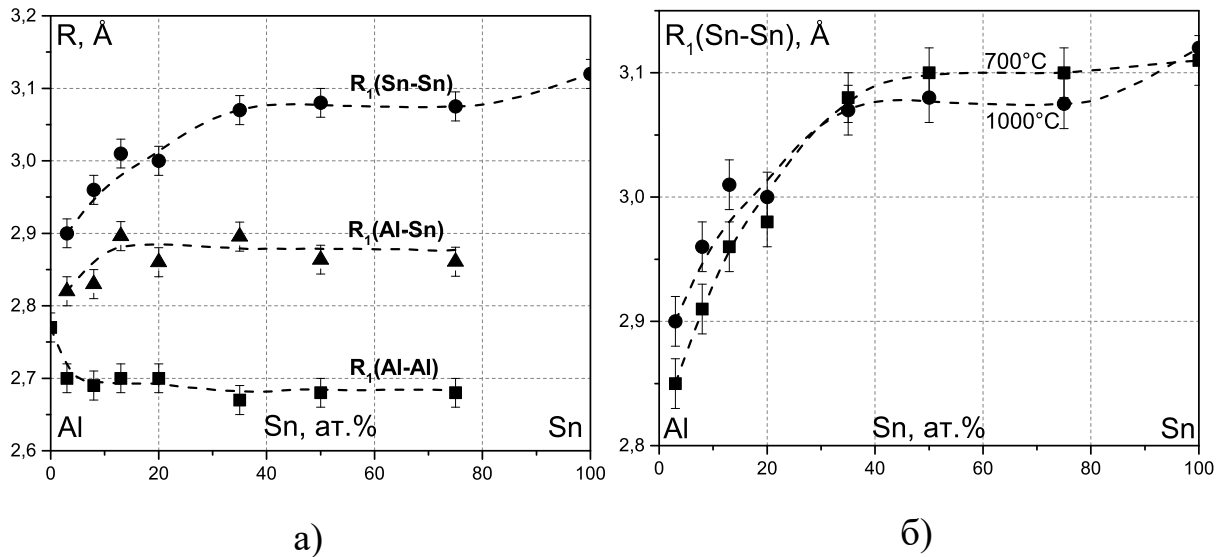 3,2
R, Å
3,1
3,0
2,9
2,8
2,7
2,6
R₁(Sn-Sn)
R₁(Al-Sn)
R₁(Al-Al)
Al
Sn, ат.%
Sn
0
20
40
60
80
100
а)
R₁(Sn-Sn), Å
3,1
3,0
2,9
2,8
700°C
1000°C
Al
Sn, ат.%
Sn
0
20
40
60
80
100
б)